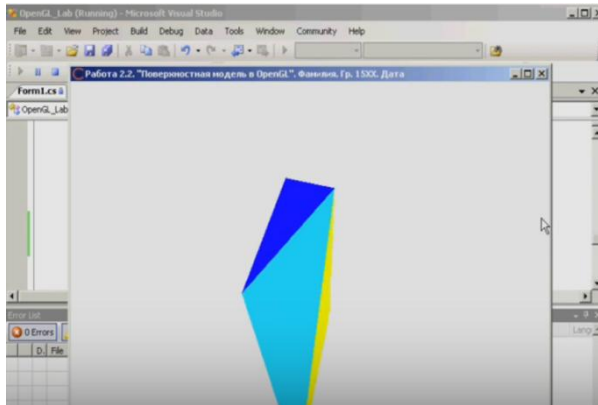 OpenGL_Lab (Running) - Microsoft Visual Studio
File Edit View Project Build Debug Data Tools Window Community Help
Работа 2.2. "Поверхностная модель в OpenGL". Фамилия. Гр. 15XX. Дата
Form1.cs
OpenGL_Lab
Error List
0 Errors
D. File